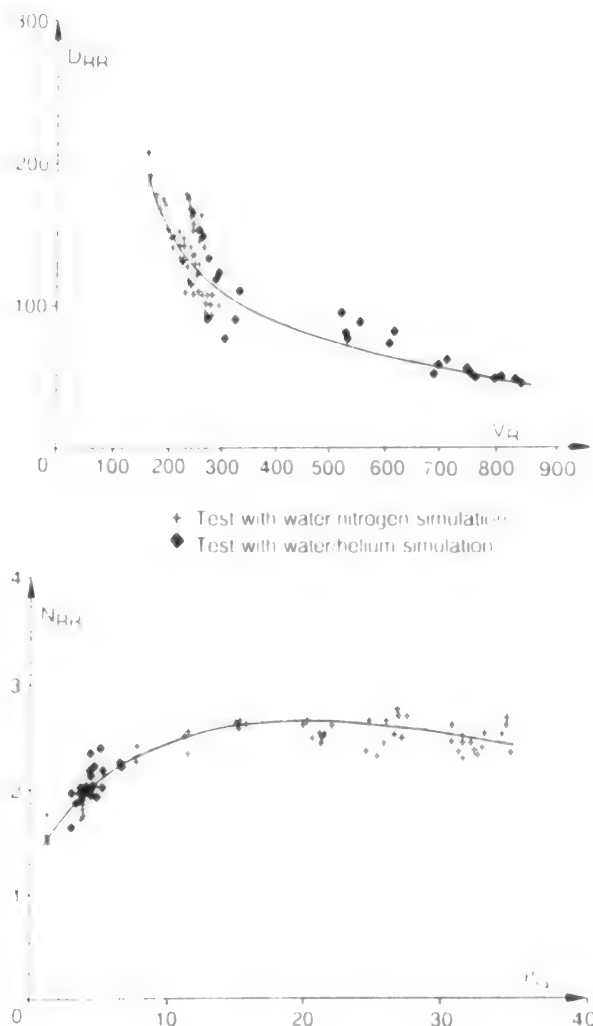 300
DRR
200
100
VR
0 100 200 300 400 500 600 700 800 900
+ Test with water nitrogen simulation
◆ Test with water/helium simulation
4
NRR
3
2
1
0 10 20 30 40